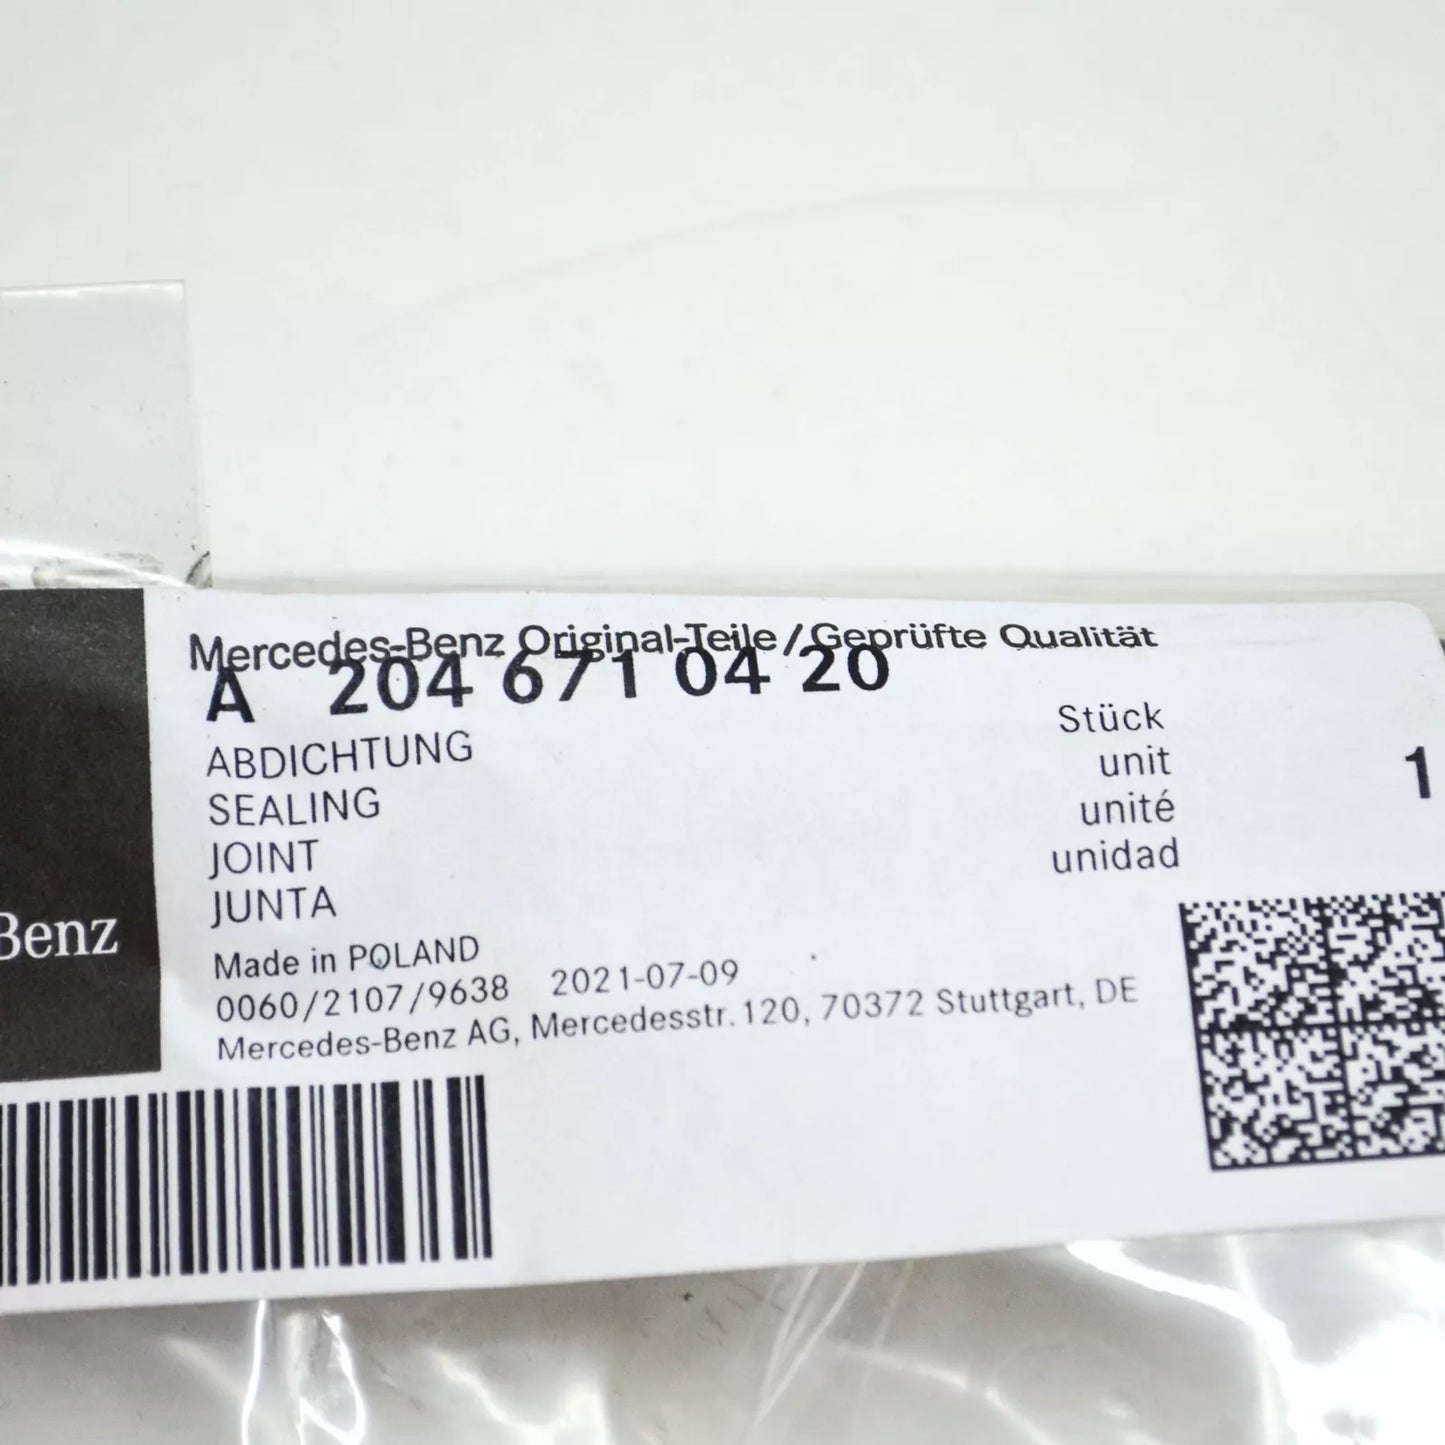 Mercedes-Benz Original-Teile/Geprüfte Qualität
A 204 671 04 20
ABDICHTUNG
SEALING
JOINT
JUNTA
Stück
unit
unité
unidad
1
Benz
Made in POLAND
0060/2107/9638 2021-07-09
Mercedes-Benz AG, Mercedesstr. 120, 70372 Stuttgart, DE